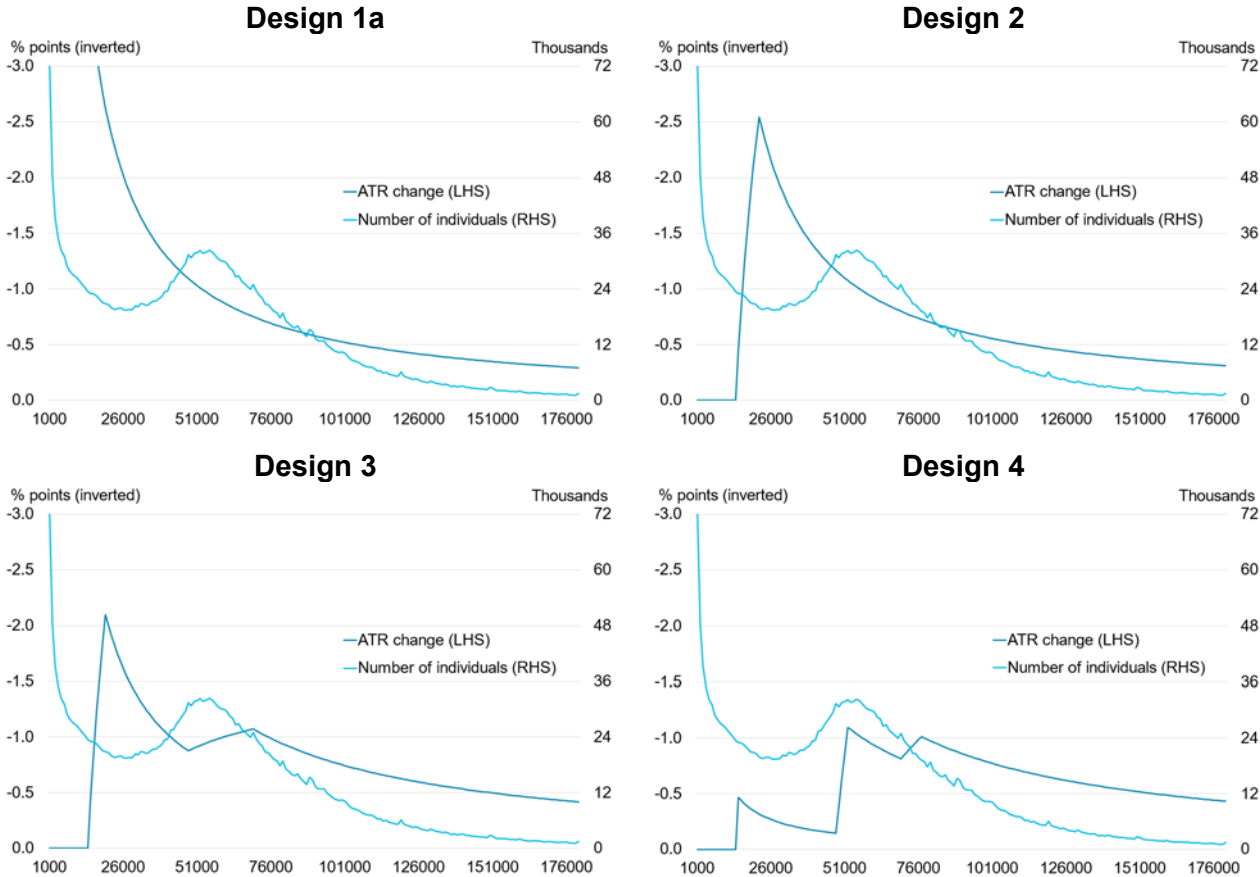 Design 1a
% points (inverted) Thousands
-3.0 72
-2.5 60
-2.0 48
ATR change (LHS)
Number of individuals (RHS)
-1.5 36
-1.0 24
-0.5 12
0.0 0
1000 26000 51000 76000 101000 126000 151000 176000
Design 2
% points (inverted) Thousands
-3.0 72
-2.5 60
-2.0 48
ATR change (LHS)
Number of individuals (RHS)
-1.5 36
-1.0 24
-0.5 12
0.0 0
1000 26000 51000 76000 101000 126000 151000 176000
Design 3
% points (inverted) Thousands
-3.0 72
-2.5 60
-2.0 48
ATR change (LHS)
Number of individuals (RHS)
-1.5 36
-1.0 24
-0.5 12
0.0 0
1000 26000 51000 76000 101000 126000 151000 176000
Design 4
% points (inverted) Thousands
-3.0 72
-2.5 60
-2.0 48
ATR change (LHS)
Number of individuals (RHS)
-1.5 36
-1.0 24
-0.5 12
0.0 0
1000 26000 51000 76000 101000 126000 151000 176000